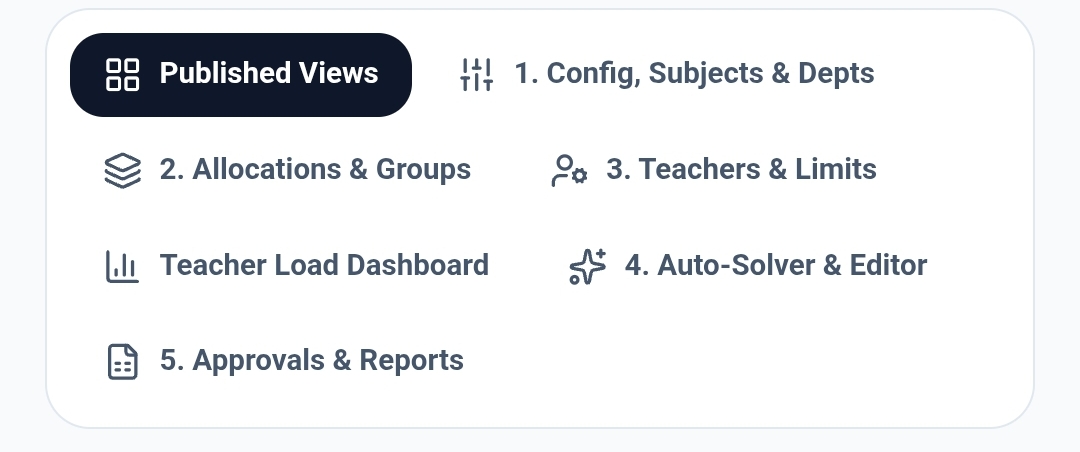 Published Views
1. Config, Subjects & Depts
2. Allocations & Groups
3. Teachers & Limits
Teacher Load Dashboard
4. Auto-Solver & Editor
5. Approvals & Reports